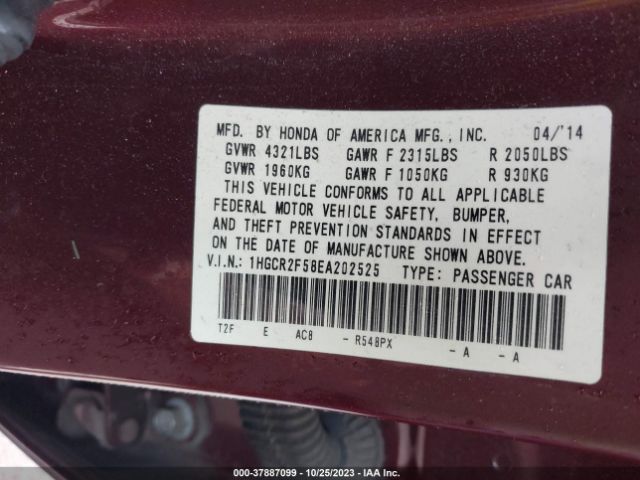 MFD. BY HONDA OF AMERICA MFG., INC. 04/'14
GVWR 4321LBS GAWR F 2315LBS R 2050LBS
GVWR 1960KG GAWR F 1050KG R 930KG
THIS VEHICLE CONFORMS TO ALL APPLICABLE
FEDERAL MOTOR VEHICLE SAFETY, BUMPER,
AND THEFT PREVENTION STANDARDS IN EFFECT
ON THE DATE OF MANUFACTURE SHOWN ABOVE.
V.I.N.: 1HGCR2F58EA202525 TYPE: PASSENGER CAR
T2F E AC8 - R548PX - A - A
000-37887099 | 10/25/2023 | IAA Inc.